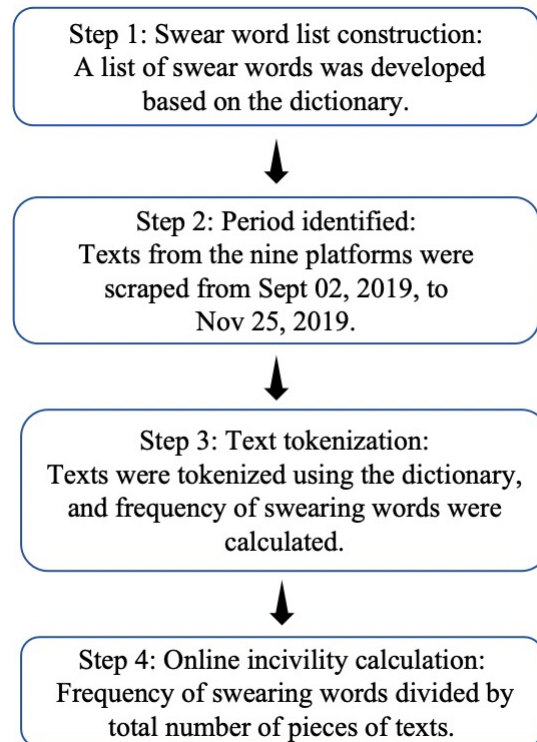 Step 1: Swear word list construction:
A list of swear words was developed
based on the dictionary.
Step 2: Period identified:
Texts from the nine platforms were
scraped from Sept 02, 2019, to
Nov 25, 2019.
Step 3: Text tokenization:
Texts were tokenized using the dictionary,
and frequency of swearing words were
calculated.
Step 4: Online incivility calculation:
Frequency of swearing words divided by
total number of pieces of texts.